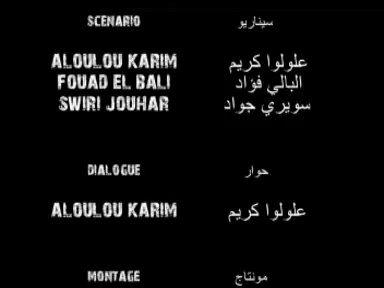 SCENARIO سيناريو
ALOULOU KARIM علولوا كريم
FOUAD EL BALI البالي فؤاد
SWIRI JOUHAR سويري جواد
DIALOGUE حوار
ALOULOU KARIM علولوا كريم
MONTAGE مونتاج